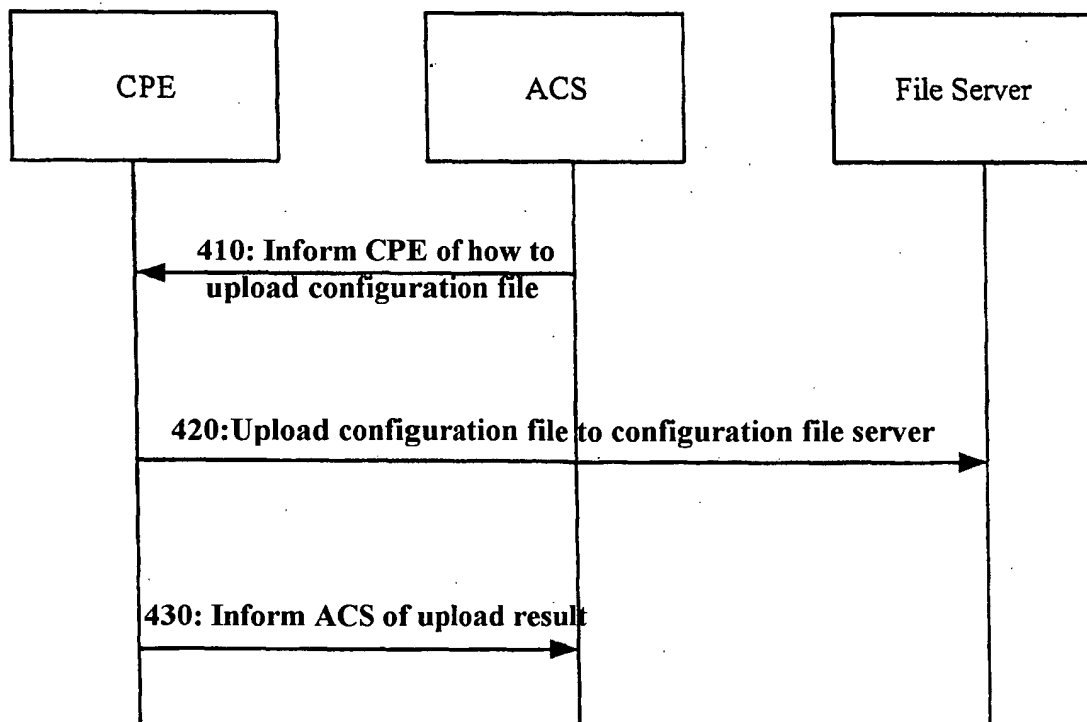 CPE
ACS
File Server
410: Inform CPE of how to
upload configuration file
420:Upload configuration file to configuration file server
430: Inform ACS of upload result